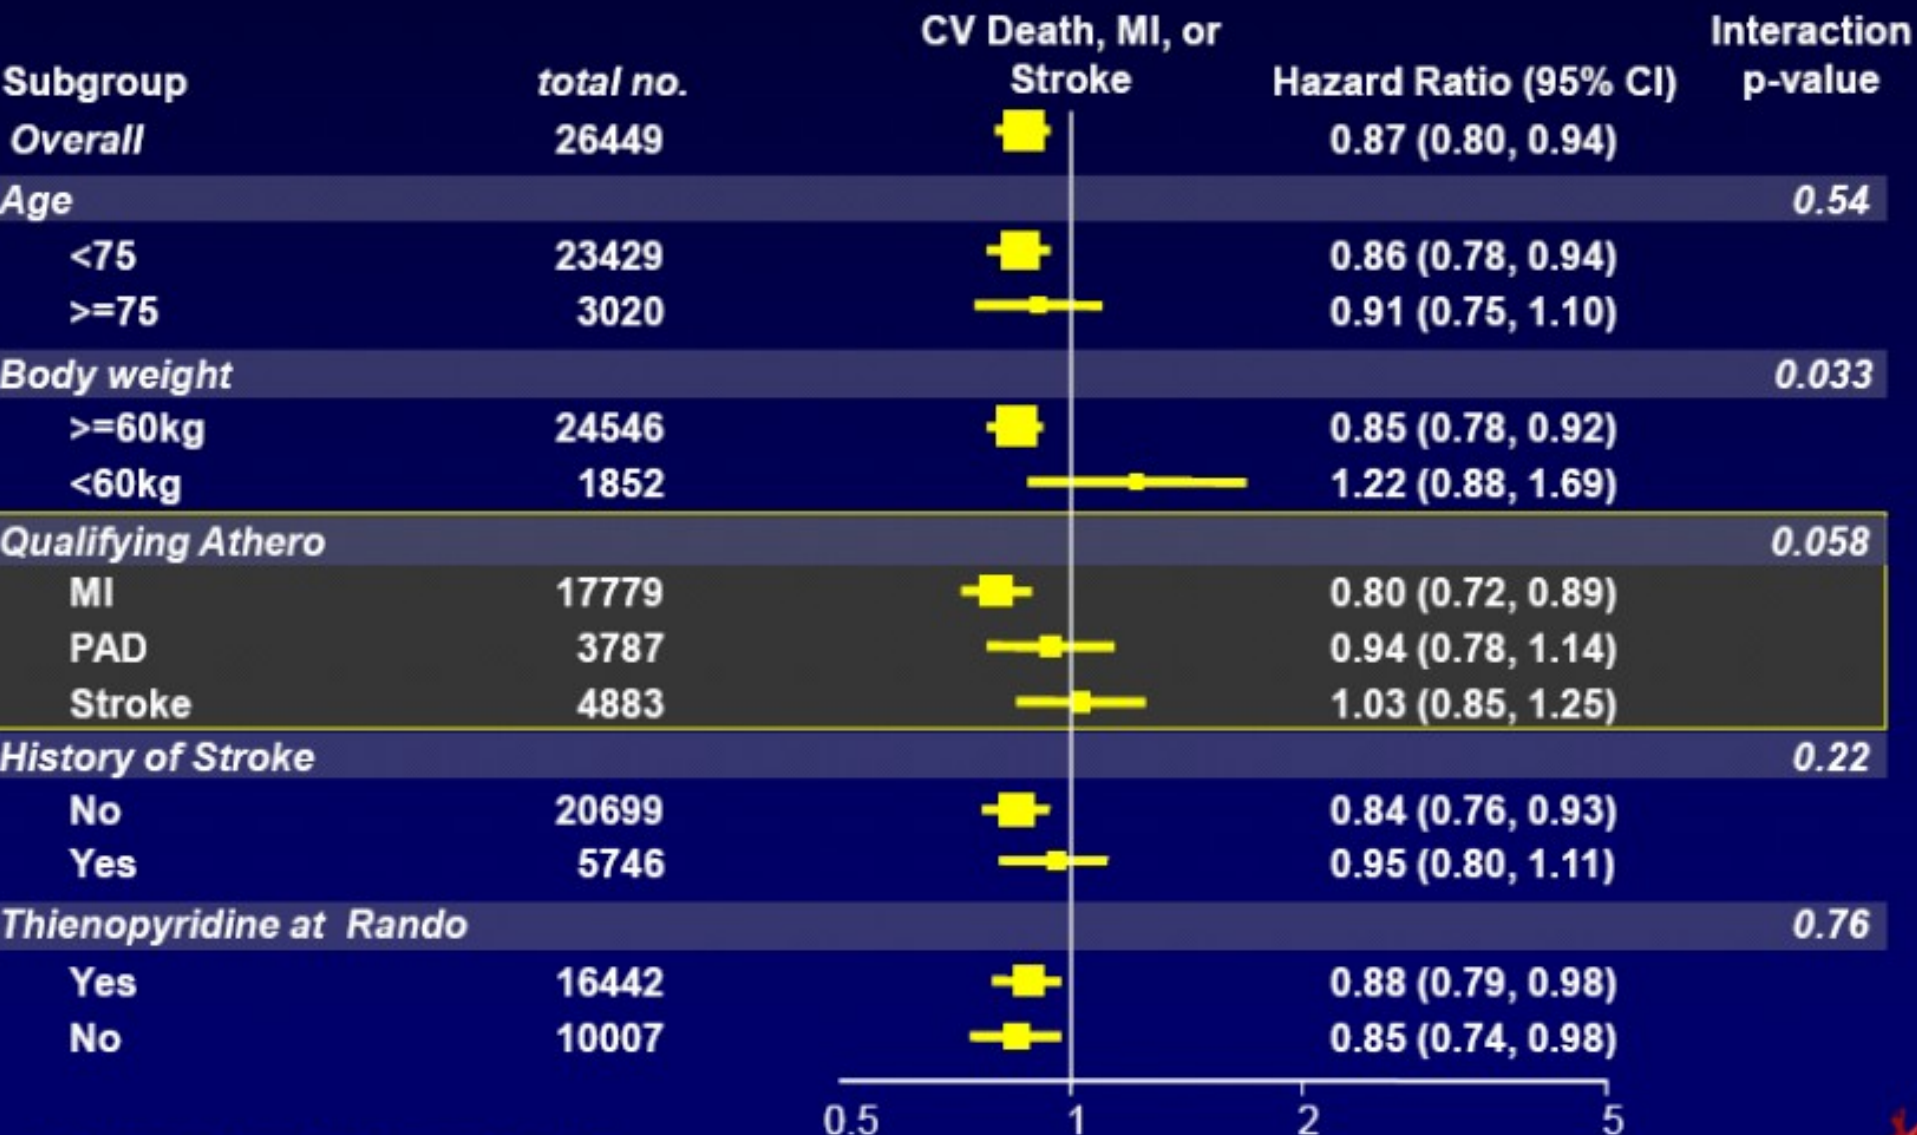 CV Death, MI, or Stroke
Interaction p-value
Subgroup total no. Hazard Ratio (95% CI)
Overall 26449 0.87 (0.80, 0.94)
Age 0.54
<75 23429 0.86 (0.78, 0.94)
>=75 3020 0.91 (0.75, 1.10)
Body weight 0.033
>=60kg 24546 0.85 (0.78, 0.92)
<60kg 1852 1.22 (0.88, 1.69)
Qualifying Athero 0.058
MI 17779 0.80 (0.72, 0.89)
PAD 3787 0.94 (0.78, 1.14)
Stroke 4883 1.03 (0.85, 1.25)
History of Stroke 0.22
No 20699 0.84 (0.76, 0.93)
Yes 5746 0.95 (0.80, 1.11)
Thienopyridine at Rando 0.76
Yes 16442 0.88 (0.79, 0.98)
No 10007 0.85 (0.74, 0.98)
0.5 1 2 5